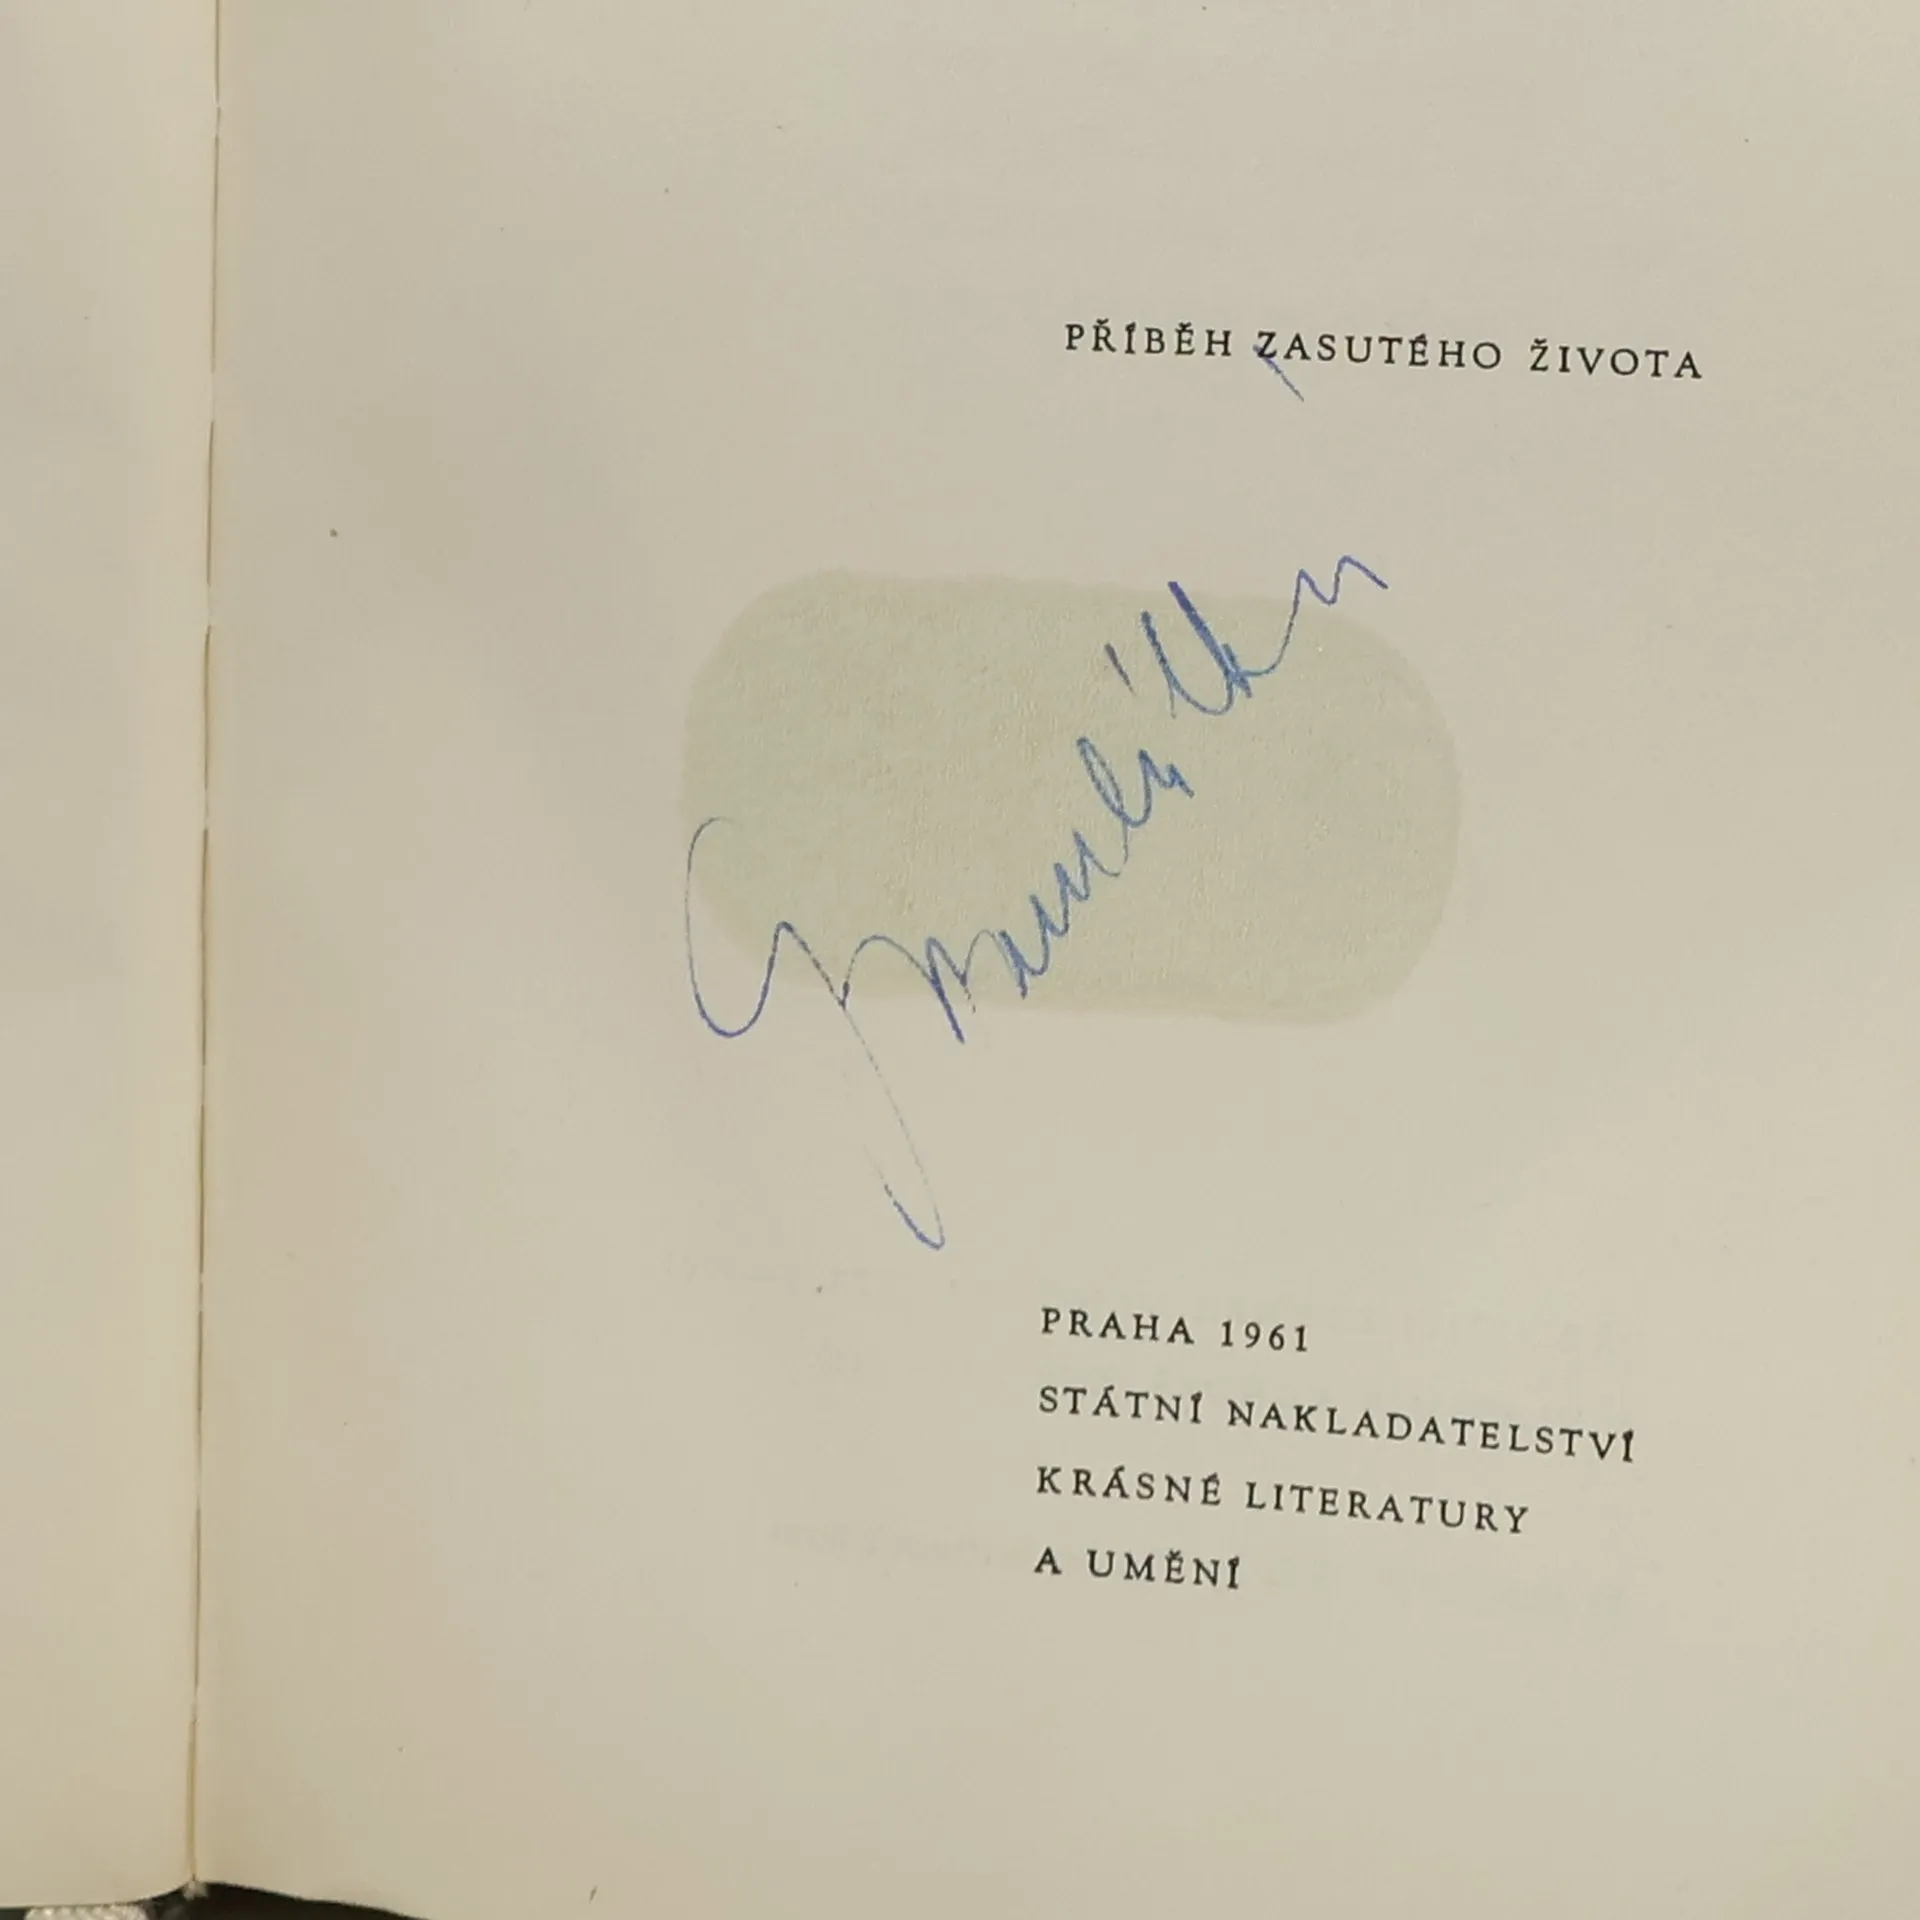 PŘÍBĚH ZASUTÉHO ŽIVOTA
PRAHA 1961
STÁTNÍ NAKLADATELSTVÍ
KRÁSNÉ LITERATURY
A UMĚNÍ